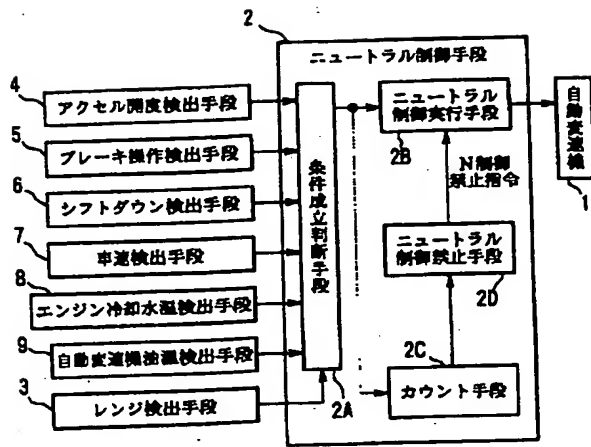 2
ニュートラル制御手段
4
アクセル開度検出手段
5
ブレーキ操作検出手段
6
シフトダウン検出手段
7
車速検出手段
8
エンジン冷却水温検出手段
9
自動変速機油温検出手段
3
レンジ検出手段
条件成立判断手段
2A
ニュートラル
制御実行手段
2B
N制御
禁止指令
ニュートラル
制御禁止手段
2D
2C
カウント手段
自動変速機
1